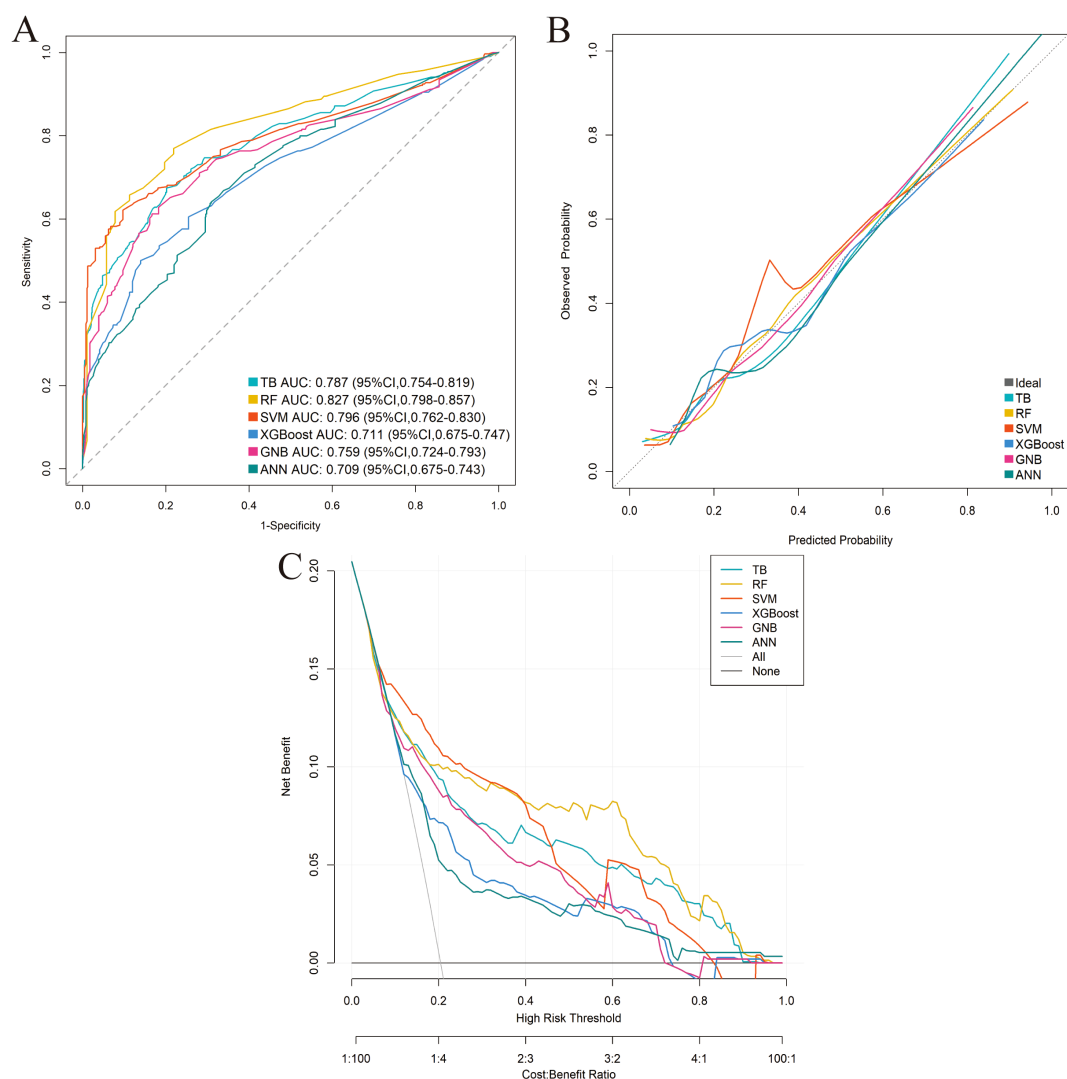 A
1.0
0.8
0.6
0.4
0.2
0.0
Sensitivity
TB AUC: 0.787 (95%CI,0.754-0.819)
RF AUC: 0.827 (95%CI,0.798-0.857)
SVM AUC: 0.796 (95%CI,0.762-0.830)
XGBoost AUC: 0.711 (95%CI,0.675-0.747)
GNB AUC: 0.759 (95%CI,0.724-0.793)
ANN AUC: 0.709 (95%CI,0.675-0.743)
0.0 0.2 0.4 0.6 0.8 1.0
1-Specificity
B
1.0
0.8
0.6
0.4
0.2
0.0
Observed Probability
Ideal
TB
RF
SVM
XGBoost
GNB
ANN
0.0 0.2 0.4 0.6 0.8 1.0
Predicted Probability
C
0.20
0.15
0.10
0.05
0.00
Net Benefit
TB
RF
SVM
XGBoost
GNB
ANN
All
None
0.0 0.2 0.4 0.6 0.8 1.0
High Risk Threshold
1:100 1:4 2:3 3:2 4:1 100:1
Cost:Benefit Ratio